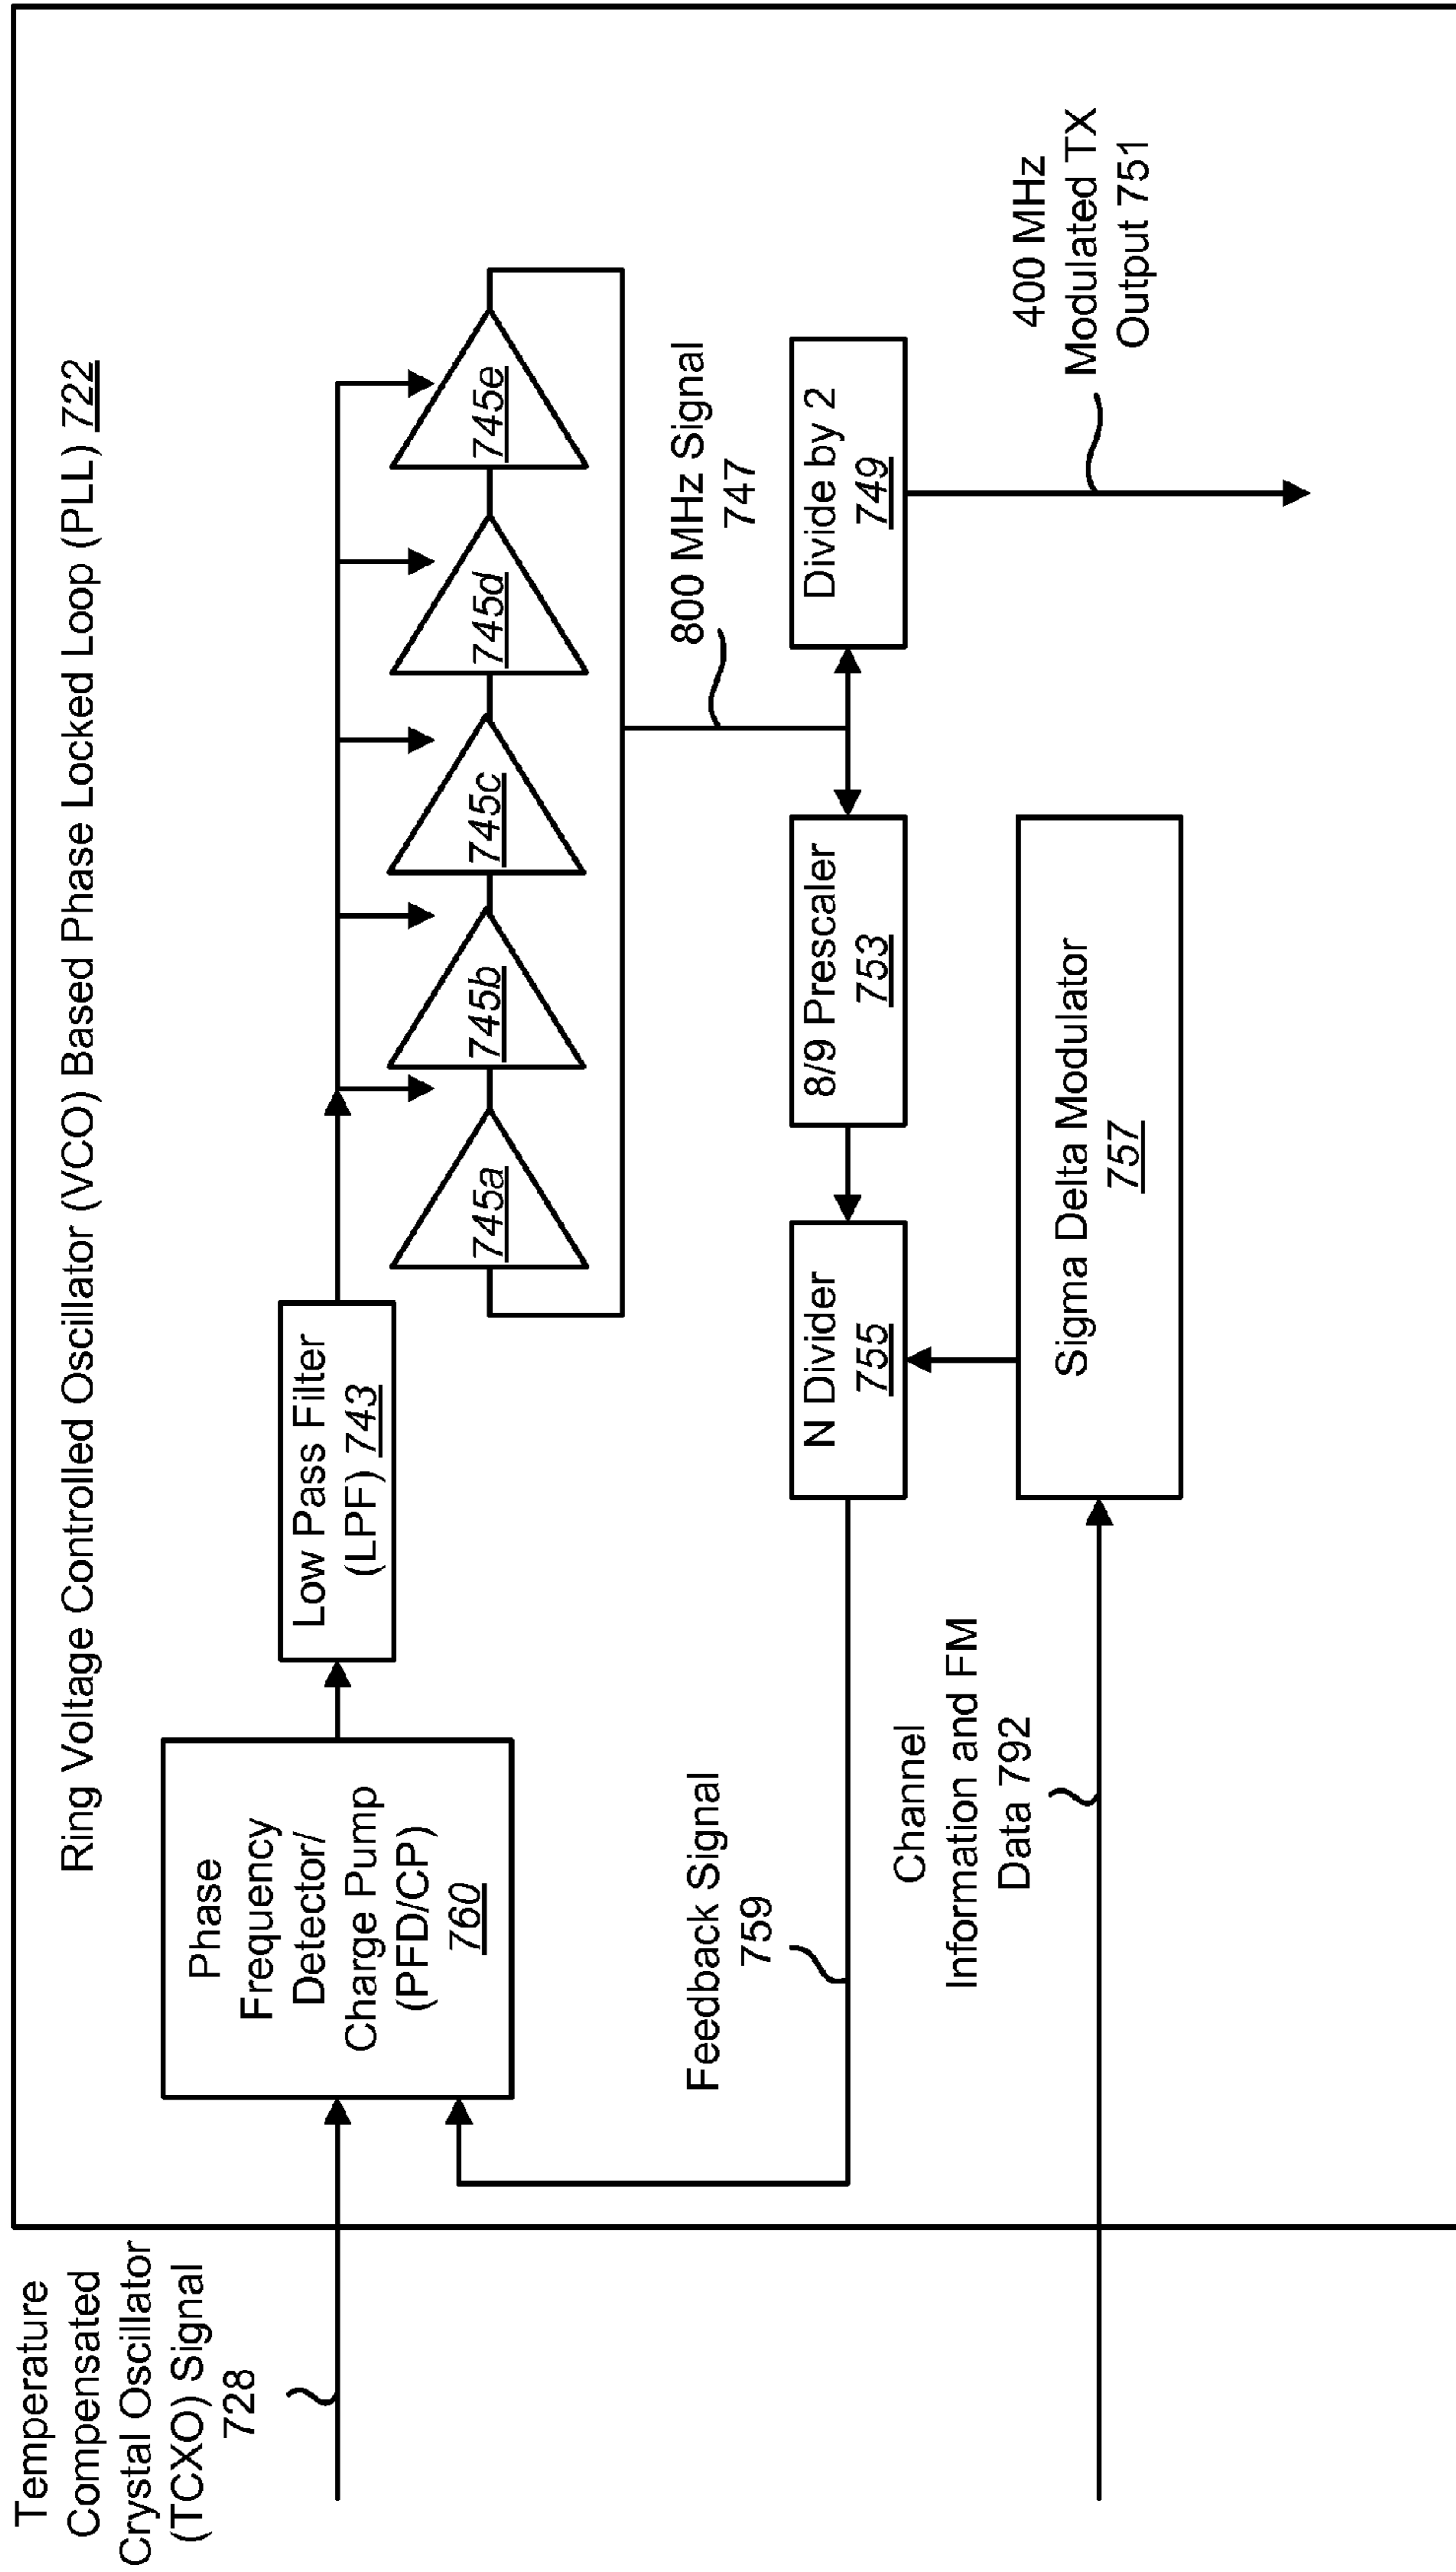 Ring Voltage Controlled Oscillator (VCO) Based Phase Locked Loop (PLL) 722
Temperature
Compensated
Crystal Oscillator
(TCXO) Signal
728
Phase
Frequency
Detector/
Charge Pump
(PFD/CP)
760
Low Pass Filter
(LPF) 743
745a
745b
745c
745d
745e
Feedback Signal
759
800 MHz Signal
747
N Divider
755
8/9 Prescaler
753
Divide by 2
749
Channel
Information and FM
Data 792
Sigma Delta Modulator
757
400 MHz
Modulated TX
Output 751